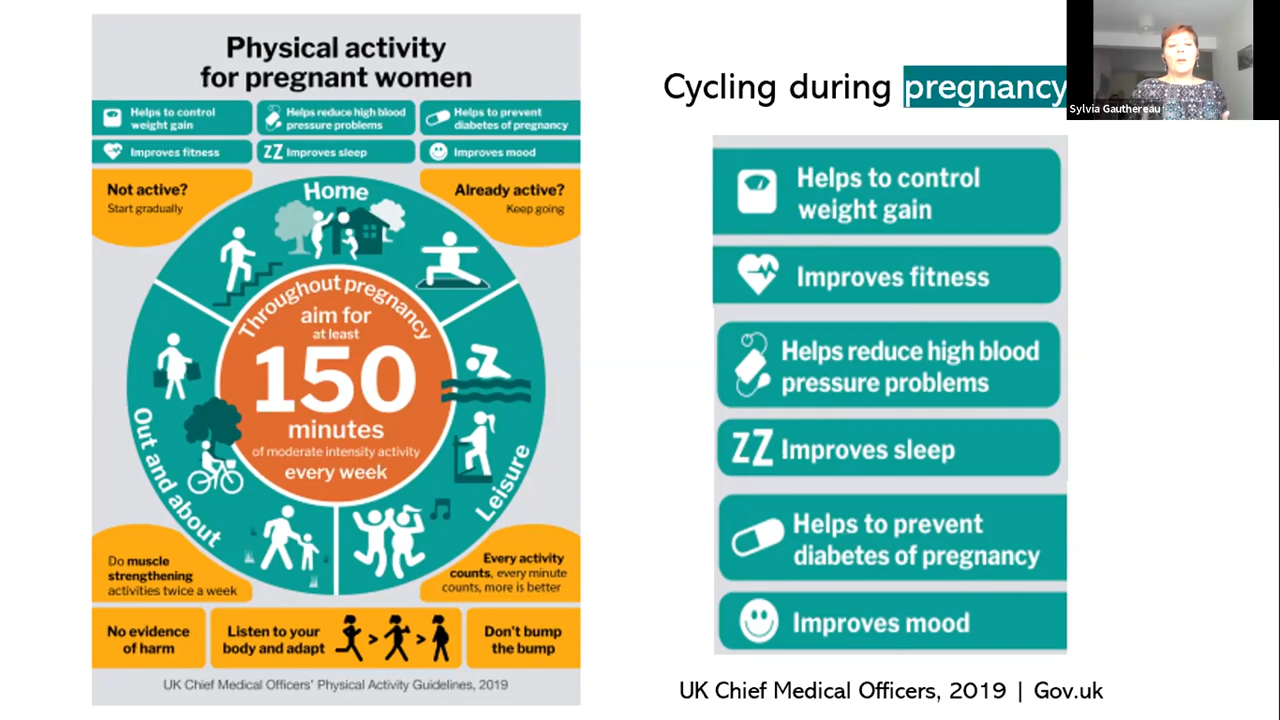 Physical activity
for pregnant women
Helps to control
weight gain
Helps reduce high blood
pressure problems
Helps to prevent
diabetes of pregnancy
Improves fitness
ZZ Improves sleep
Improves mood
Not active?
Start gradually
Already active?
Keep going
Home
Throughout pregnancy
aim for
at least
150
minutes
of moderate intensity activity
every week
Out and about
Leisure
Do muscle
strengthening
activities twice a week
Every activity
counts, every minute
counts, more is better
No evidence
of harm
Listen to your
body and adapt
> >
Don't bump
the bump
UK Chief Medical Officers' Physical Activity Guidelines, 2019
Cycling during pregnancy
Sylvia Gauthereau
Helps to control
weight gain
Improves fitness
Helps reduce high blood
pressure problems
ZZ Improves sleep
Helps to prevent
diabetes of pregnancy
Improves mood
UK Chief Medical Officers, 2019 | Gov.uk